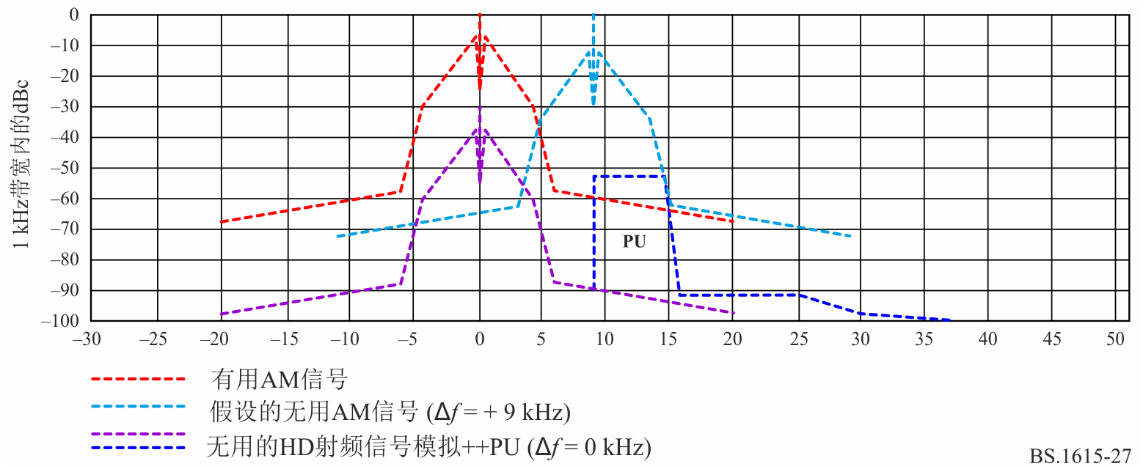 1 kHz带宽内的dBc
0
–10
–20
–30
–40
–50
–60
–70
–80
–90
–100
PU
–30 –25 –20 –15 –10 –5 0 5 10 15 20 25 30 35 40 45 50
有用AM信号
假设的无用AM信号 (Δf = + 9 kHz)
无用的HD射频信号模拟++PU (Δf = 0 kHz)
BS.1615-27